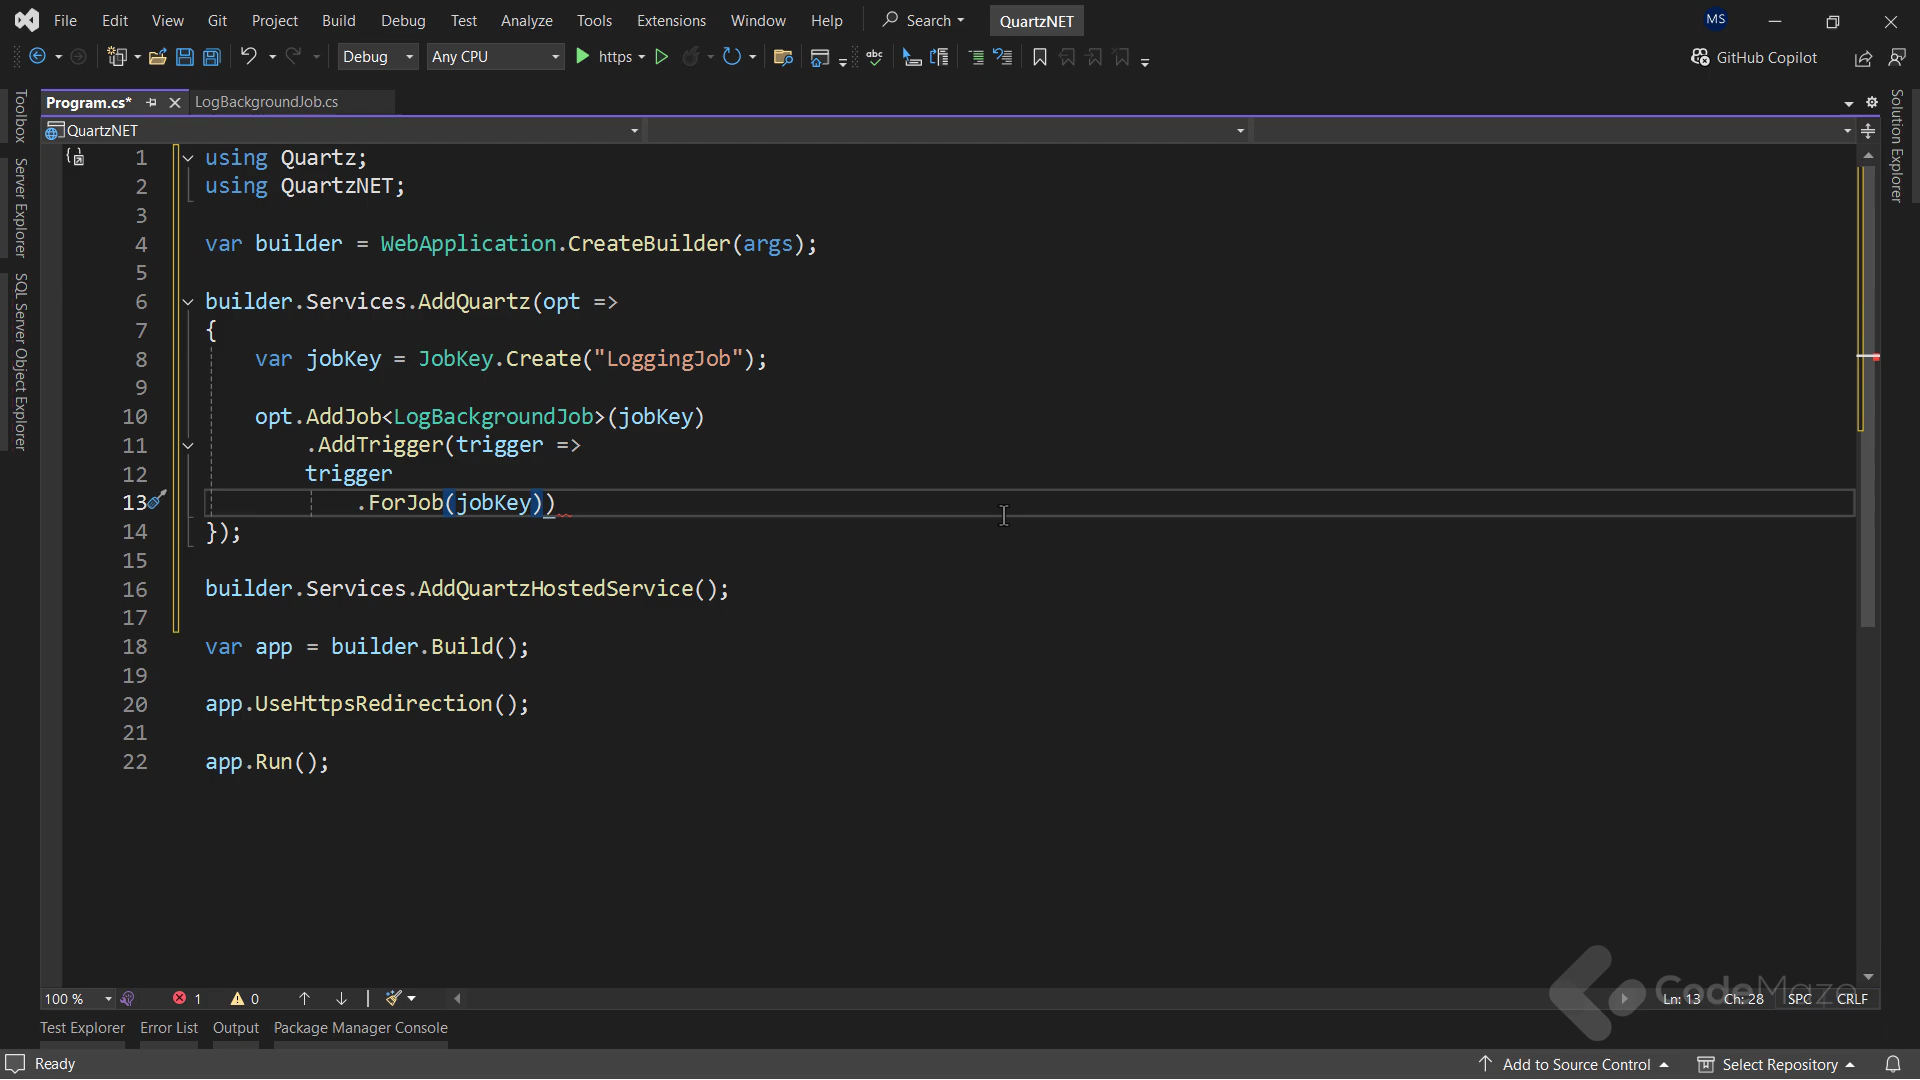 File Edit View Git Project Build Debug Test Analyze Tools Extensions Window Help Search QuartzNET MS
Debug Any CPU https GitHub Copilot
Program.cs* LogBackgroundJob.cs
QuartzNET
Toolbox
Server Explorer
SQL Server Object Explorer
Solution Explorer
1 using Quartz;
2 using QuartzNET;
3
4 var builder = WebApplication.CreateBuilder(args);
5
6 builder.Services.AddQuartz(opt =>
7 {
8 var jobKey = JobKey.Create("LoggingJob");
9
10 opt.AddJob<LogBackgroundJob>(jobKey)
11 .AddTrigger(trigger =>
12 trigger
13 .ForJob(jobKey))
14 });
15
16 builder.Services.AddQuartzHostedService();
17
18 var app = builder.Build();
19
20 app.UseHttpsRedirection();
21
22 app.Run();
100 % 1 0 Ln: 13 Ch: 28 SPC CRLF
CodeMaze
Test Explorer Error List Output Package Manager Console
Ready Add to Source Control Select Repository